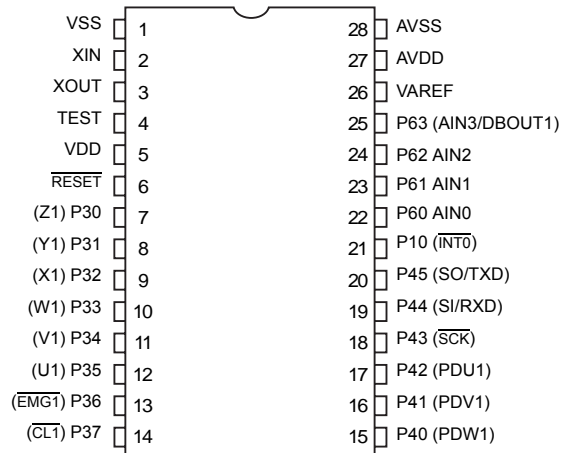 VSS 1 28 AVSS
XIN 2 27 AVDD
XOUT 3 26 VAREF
TEST 4 25 P63 (AIN3/DBOUT1)
VDD 5 24 P62 AIN2
RESET 6 23 P61 AIN1
(Z1) P30 7 22 P60 AIN0
(Y1) P31 8 21 P10 (INT0)
(X1) P32 9 20 P45 (SO/TXD)
(W1) P33 10 19 P44 (SI/RXD)
(V1) P34 11 18 P43 (SCK)
(U1) P35 12 17 P42 (PDU1)
(EMG1) P36 13 16 P41 (PDV1)
(CL1) P37 14 15 P40 (PDW1)